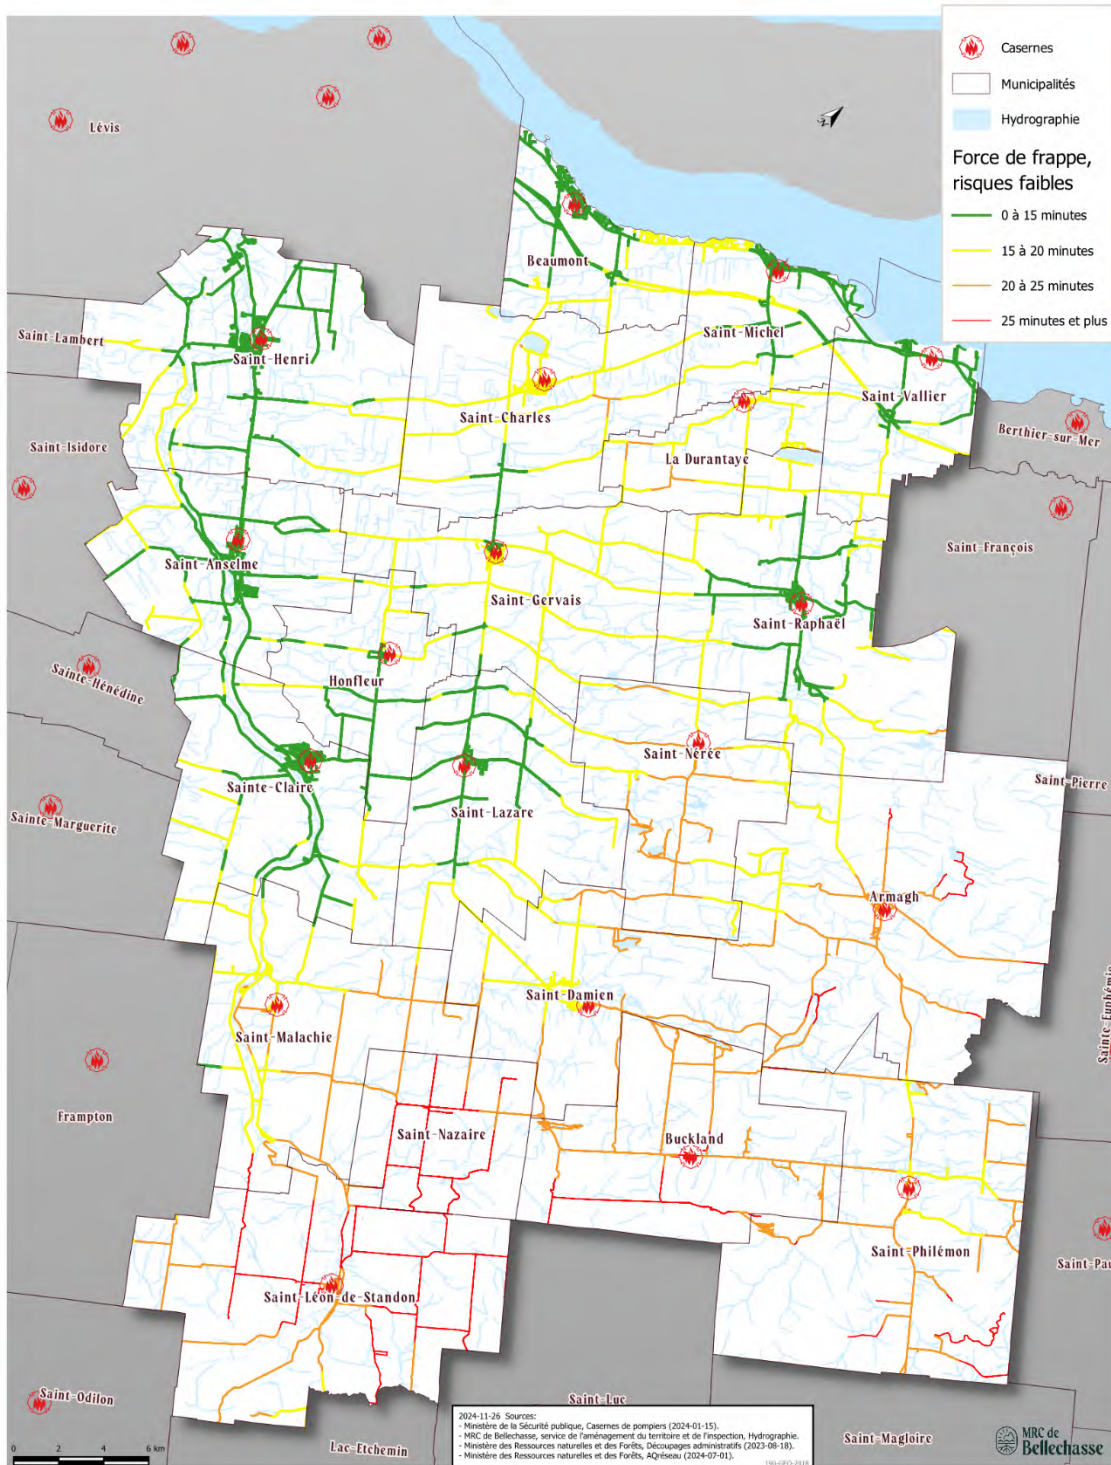 Casernes
Municipalités
Hydrographie
Force de frappe,
risques faibles
0 à 15 minutes
15 à 20 minutes
20 à 25 minutes
25 minutes et plus
Lévis
Beaumont
Saint-Lambert
Saint-Henri
Saint-Michel
Saint-Charles
Saint-Vallier
Berthier-sur-Mer
Saint-Isidore
La Durantaye
Saint-François
Saint-Anselme
Saint-Gervais
Saint-Raphaël
Sainte-Hénédine
Honfleur
Saint-Nérée
Sainte-Claire
Saint-Pierre
Sainte-Marguerite
Saint-Lazare
Armagh
Saint-Damien
Saint-Malachie
Sainte-Euphémie
Frampton
Saint-Nazaire
Buckland
Saint-Philémon
Saint-Pau
Saint-Léon-de-Standon
Saint-Odilon
Saint-Luc
Lac-Etchemin
Saint-Magloire
0 2 4 6 km
2024-11-26 Sources:
- Ministère de la Sécurité publique, Casernes de pompiers (2024-01-15).
- MRC de Bellechasse, service de l'aménagement du territoire et de l'inspection, Hydrographie.
- Ministère des Ressources naturelles et des Forêts, Découpages administratifs (2023-08-18).
- Ministère des Ressources naturelles et des Forêts, AQréseau (2024-07-01).
MRC de
Bellechasse